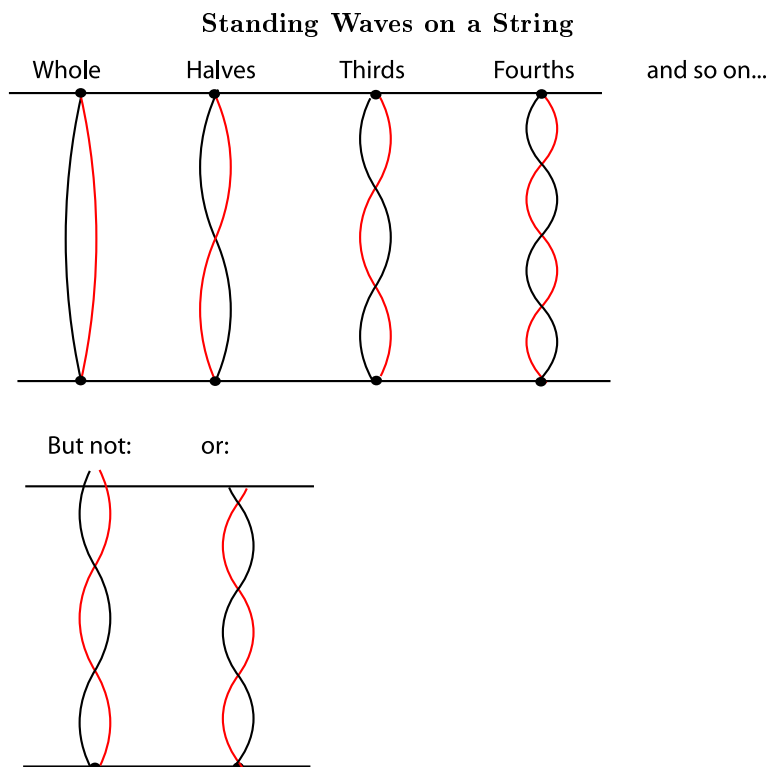 Standing Waves on a String
Whole Halves Thirds Fourths and so on...
But not: or: